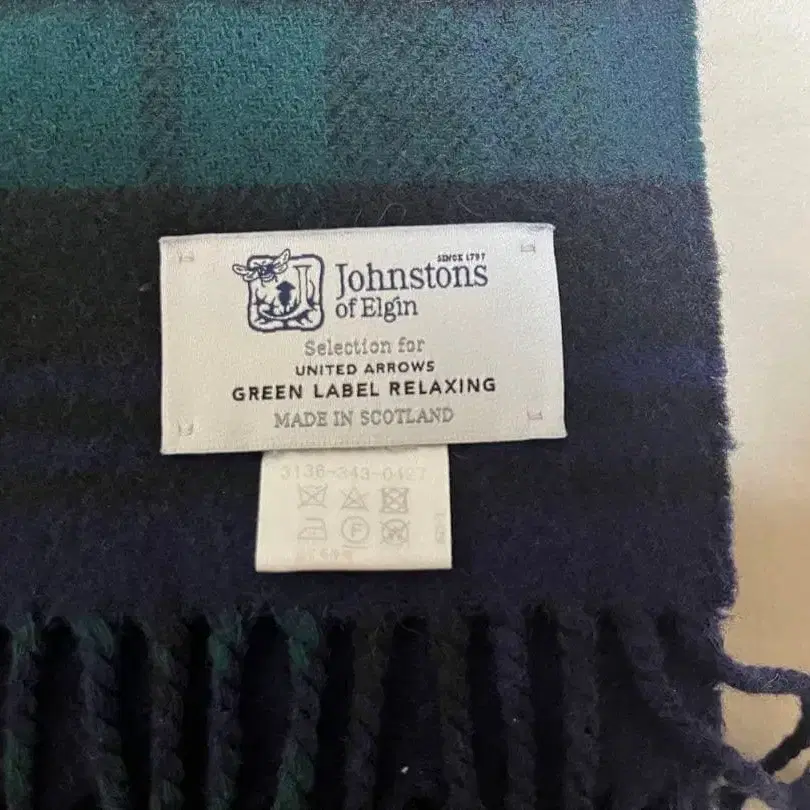 SINCE 1797
Johnstons
of Elgin
Selection for
UNITED ARROWS
GREEN LABEL RELAXING
MADE IN SCOTLAND
3136-343-0427
F